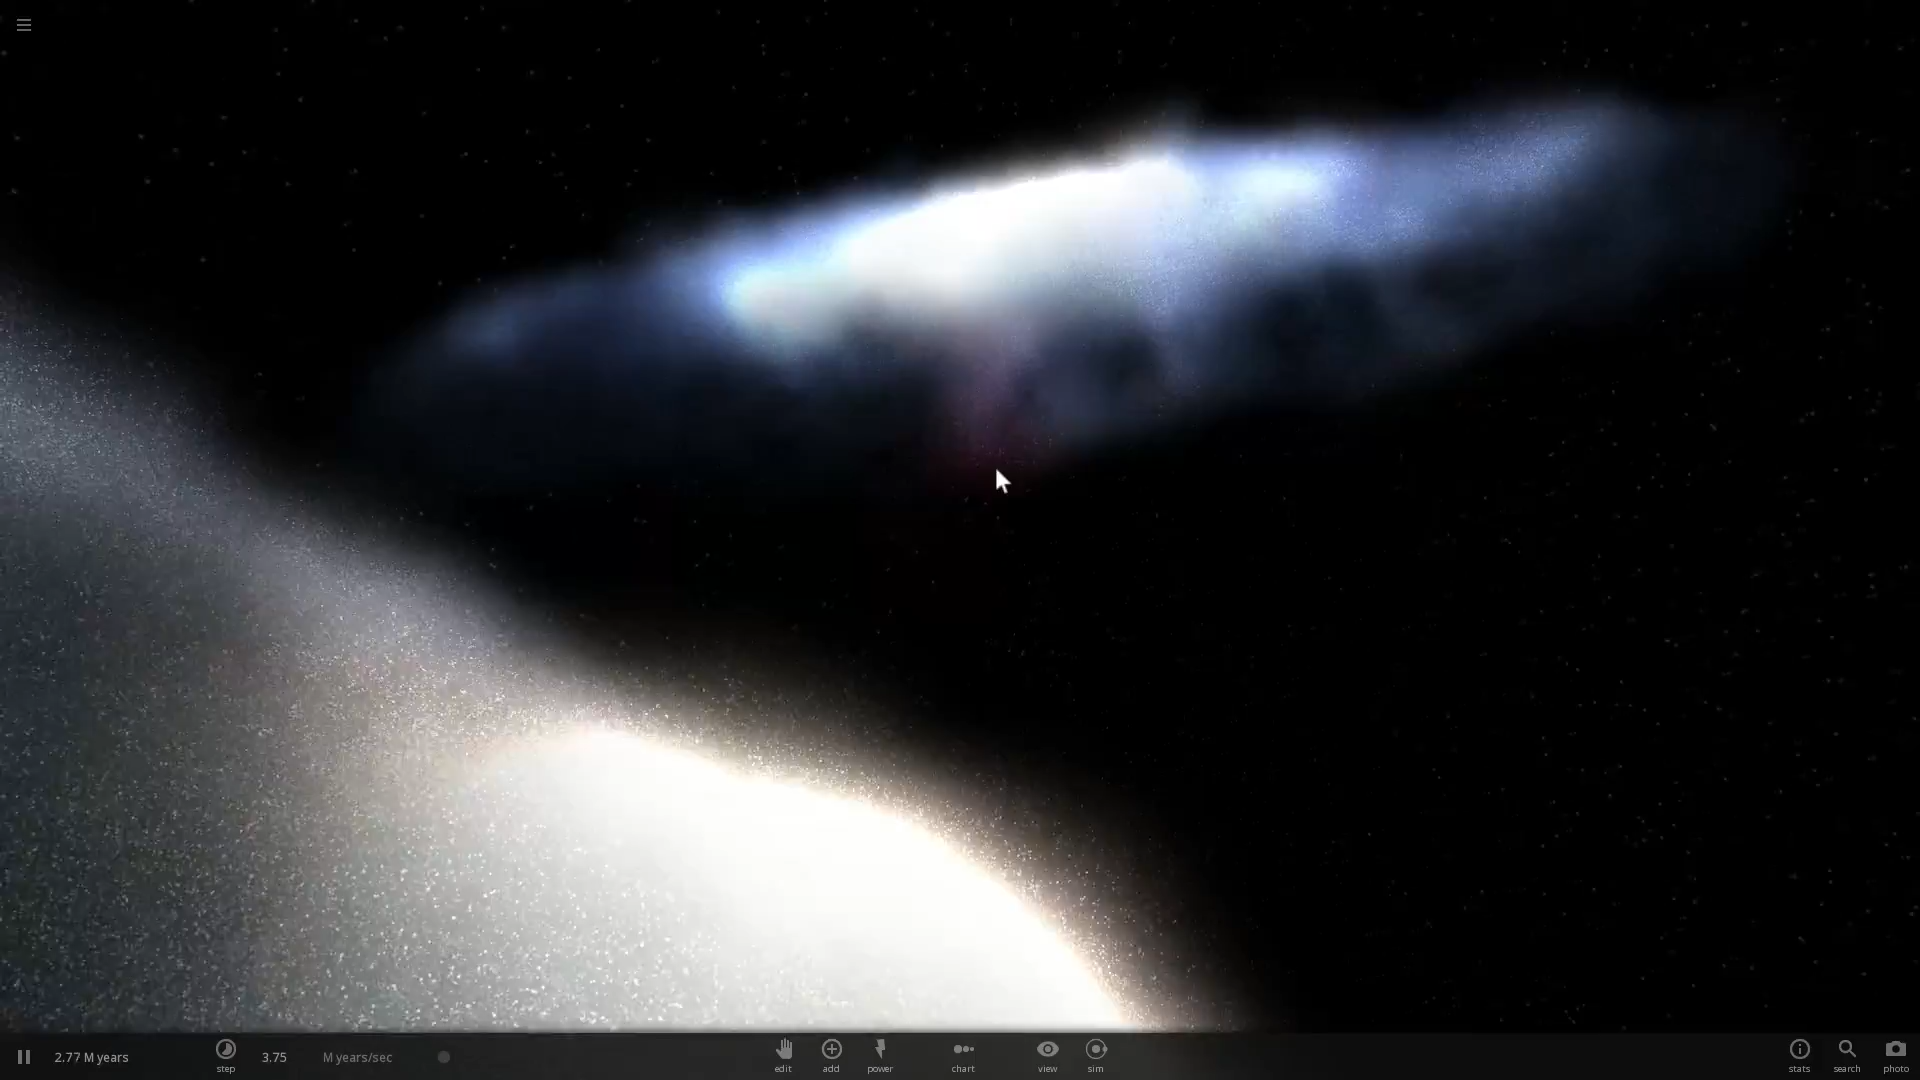 2.77 M years
step
3.75
M years/sec
edit
add
power
chart
view
sim
stats
search
photo